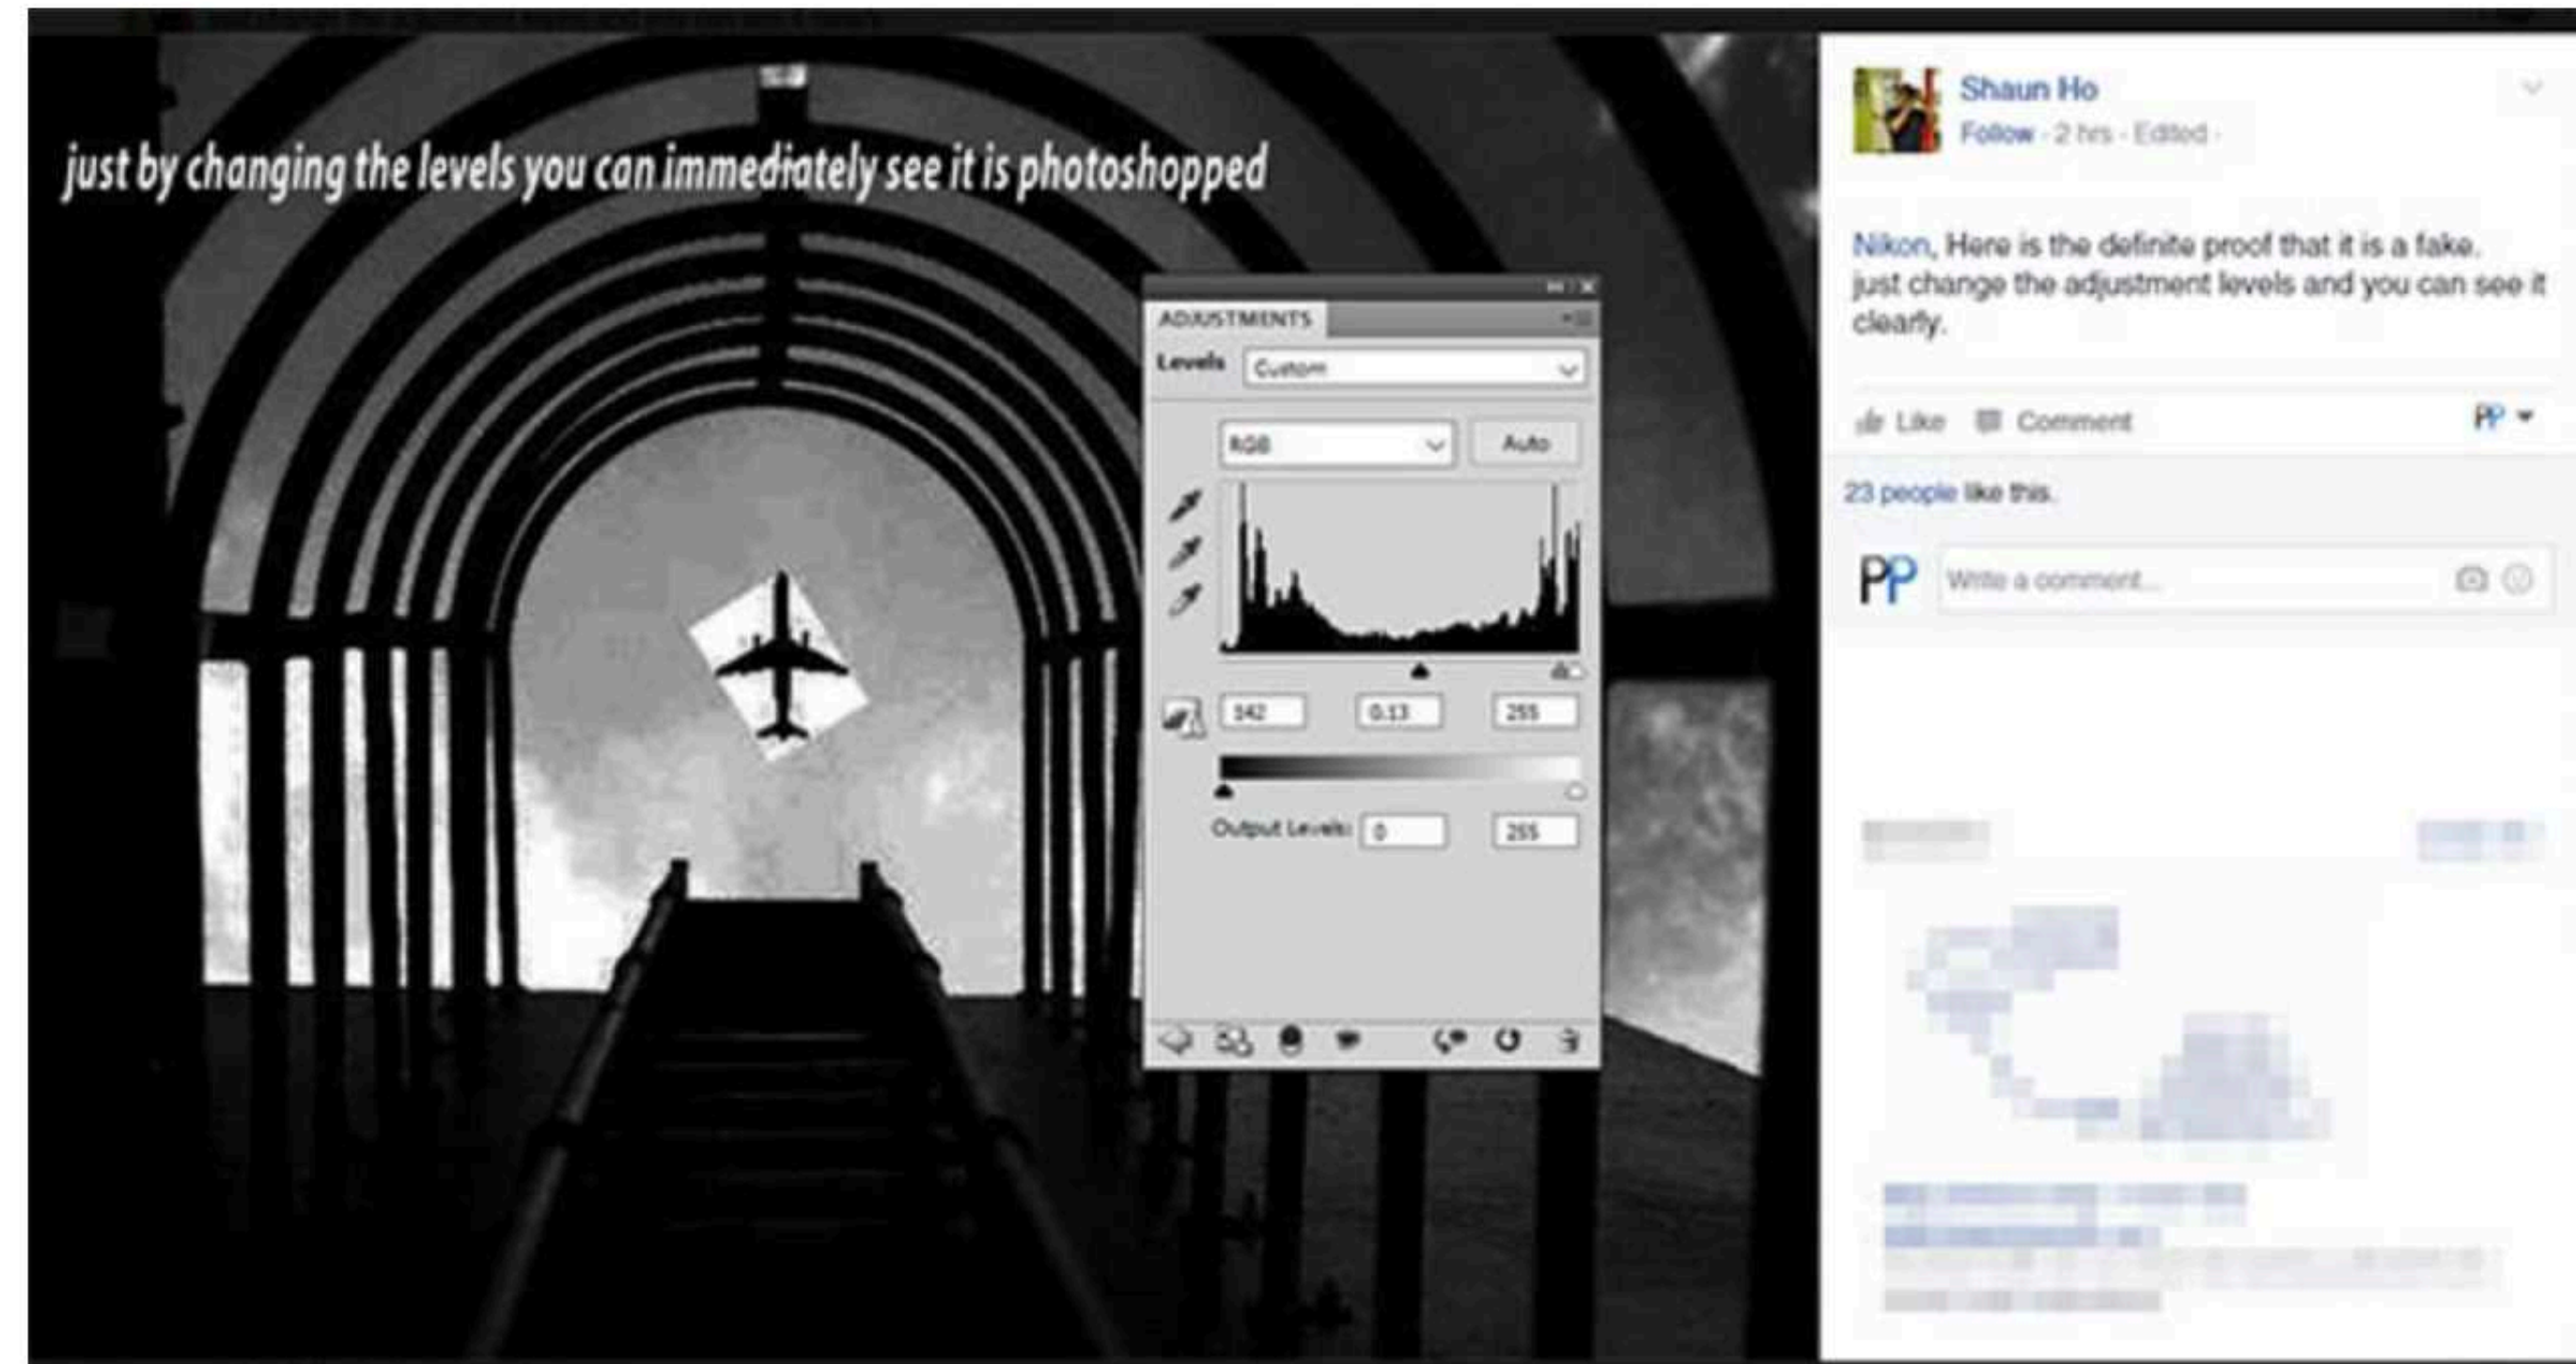 just by changing the levels you can immediately see it is photoshopped
ADJUSTMENTS
Levels
Custom
RGB
Auto
142
0.13
255
Output Levels:
0
255
Shaun Ho
Follow · 2 hrs · Edited ·
Nikon, Here is the definite proof that it is a fake.
just change the adjustment levels and you can see it
clearly.
Like
Comment
PP
23 people like this.
PP
Write a comment...